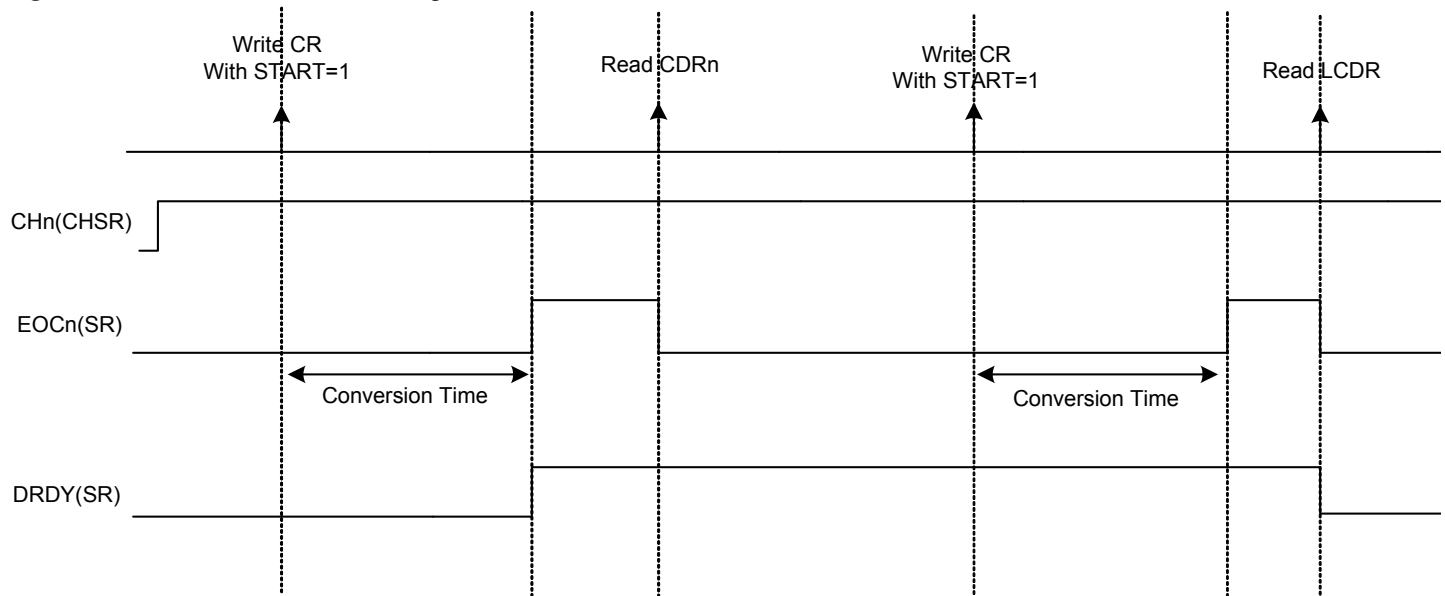 Write CR
With START=1
Read CDRn
Write CR
With START=1
Read LCDR
CHn(CHSR)
EOCn(SR)
Conversion Time
Conversion Time
DRDY(SR)